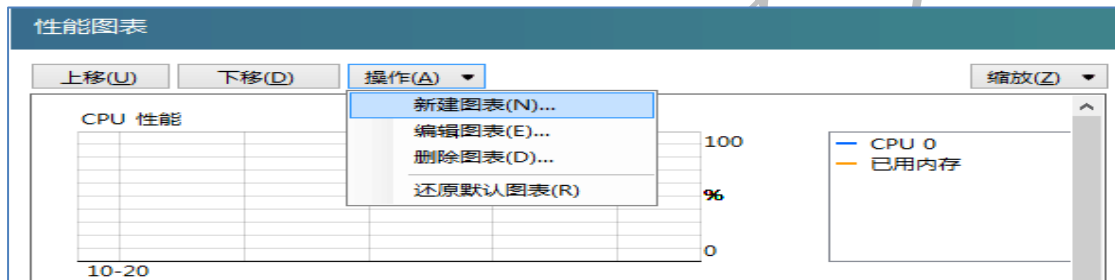 性能图表
上移(U) 下移(D) 操作(A) 缩放(Z)
新建图表(N)...
编辑图表(E)...
删除图表(D)...
还原默认图表(R)
CPU 性能
100
%
0
10-20
CPU 0
已用内存